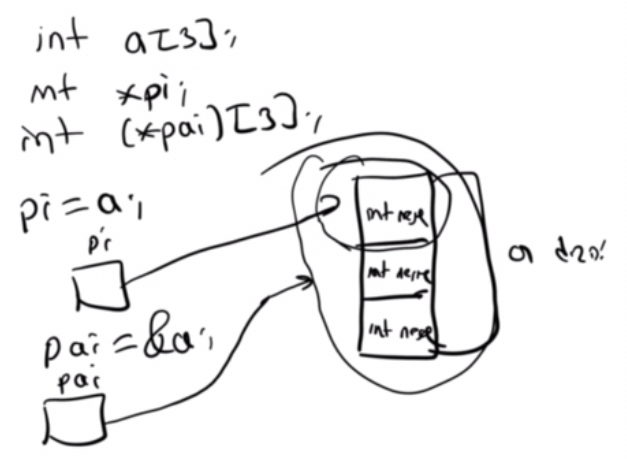 int a[3];
int *pi;
int (*pai)[3];
pi = a;
pi
int nesne
int nesne
int nesne
a dizi
pai = &a;
pai